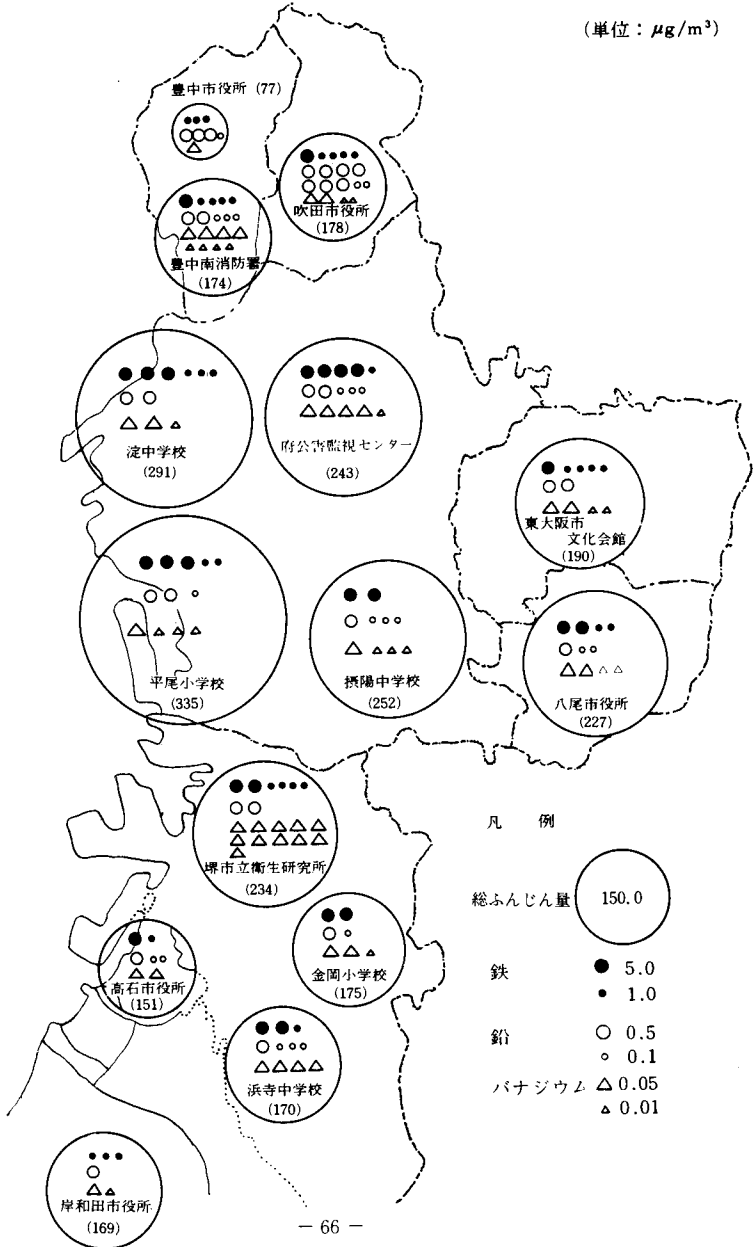 (単位：μg/m³)
豊中市役所 (77)
吹田市役所
(178)
豊中南消防署
(174)
淀中学校
(291)
府公害監視センター
(243)
東大阪市
文化会館
(190)
平尾小学校
(335)
摂陽中学校
(252)
八尾市役所
(227)
堺市立衛生研究所
(234)
凡 例
総ふんじん量 150.0
金岡小学校
(175)
高石市役所
(151)
鉄 5.0
1.0
鉛 0.5
0.1
バナジウム 0.05
0.01
浜寺中学校
(170)
岸和田市役所
(169)
― 66 ―